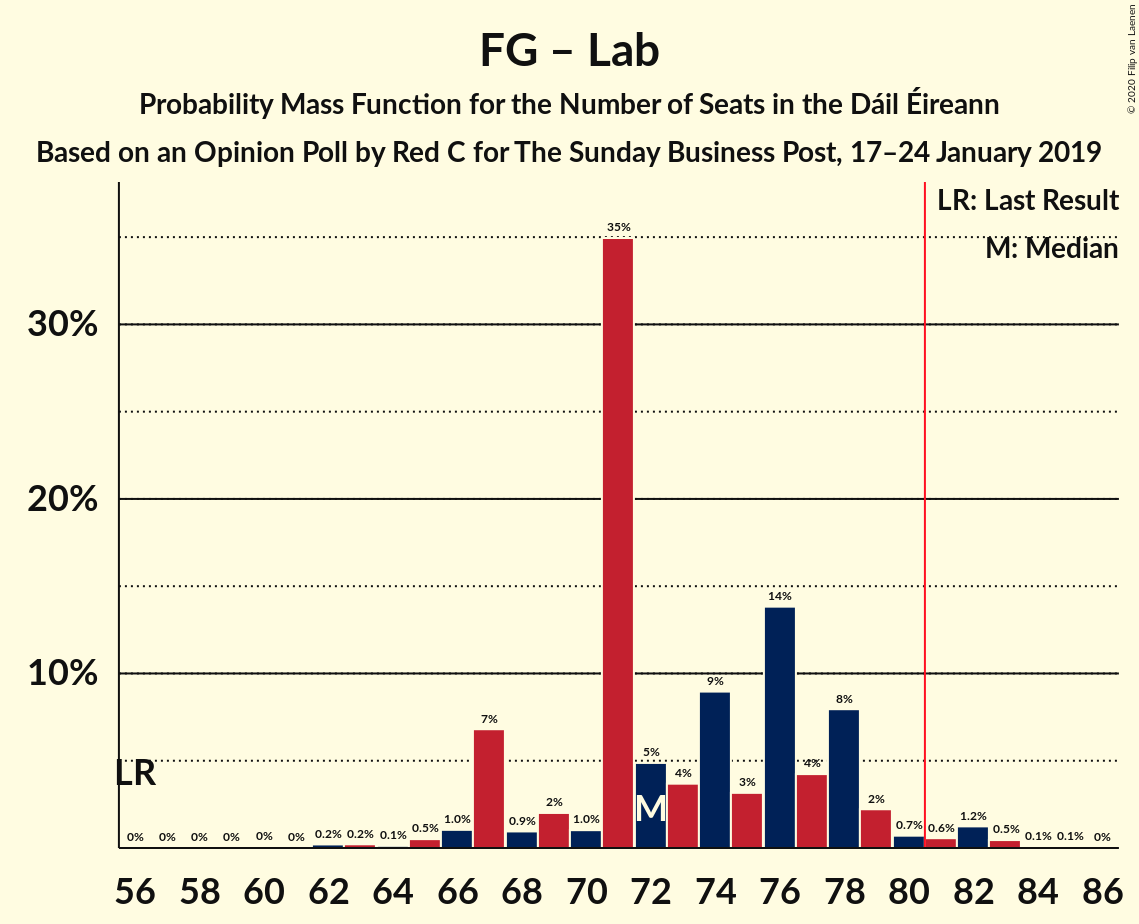 FG – Lab
Probability Mass Function for the Number of Seats in the Dáil Éireann
Based on an Opinion Poll by Red C for The Sunday Business Post, 17–24 January 2019
© 2020 Filip van Laenen
LR: Last Result
M: Median
30%
20%
10%
LR
M
0% 0% 0% 0% 0% 0% 0.2% 0.2% 0.1% 0.5% 1.0% 7% 0.9% 2% 1.0% 35% 5% 4% 9% 3% 14% 4% 8% 2% 0.7% 0.6% 1.2% 0.5% 0.1% 0.1% 0%
56 58 60 62 64 66 68 70 72 74 76 78 80 82 84 86